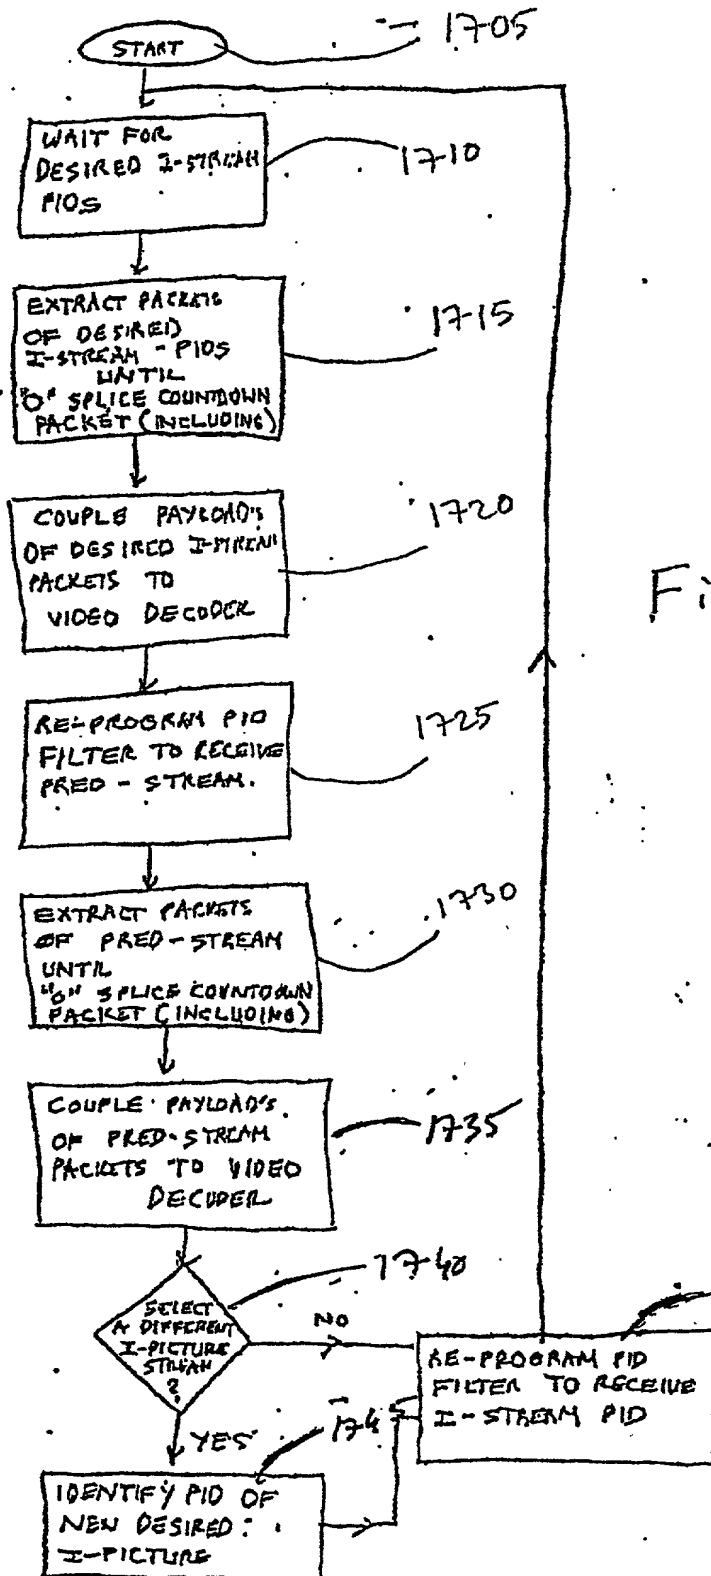 START
1705
WAIT FOR
DESIRED I-STREAM
PIDS
1710
EXTRACT PACKETS
OF DESIRED
I-STREAM - PIDS
UNTIL
"0" SPLICE COUNTDOWN
PACKET (INCLUDING)
1715
COUPLE PAYLOAD'S
OF DESIRED I-STREAM
PACKETS TO
VIDEO DECODER
1720
Fi
RE-PROGRAM PID
FILTER TO RECEIVE
PRED - STREAM.
1725
EXTRACT PACKETS
OF PRED-STREAM
UNTIL
"0" SPLICE COUNTDOWN
PACKET (INCLUDING)
1730
COUPLE PAYLOAD'S
OF PRED-STREAM
PACKETS TO VIDEO
DECODER
1735
SELECT
A DIFFERENT
I-PICTURE
STREAM
?
1740
NO
RE-PROGRAM PID
FILTER TO RECEIVE
I-STREAM PID
YES
174
IDENTIFY PID OF
NEW DESIRED
I-PICTURE